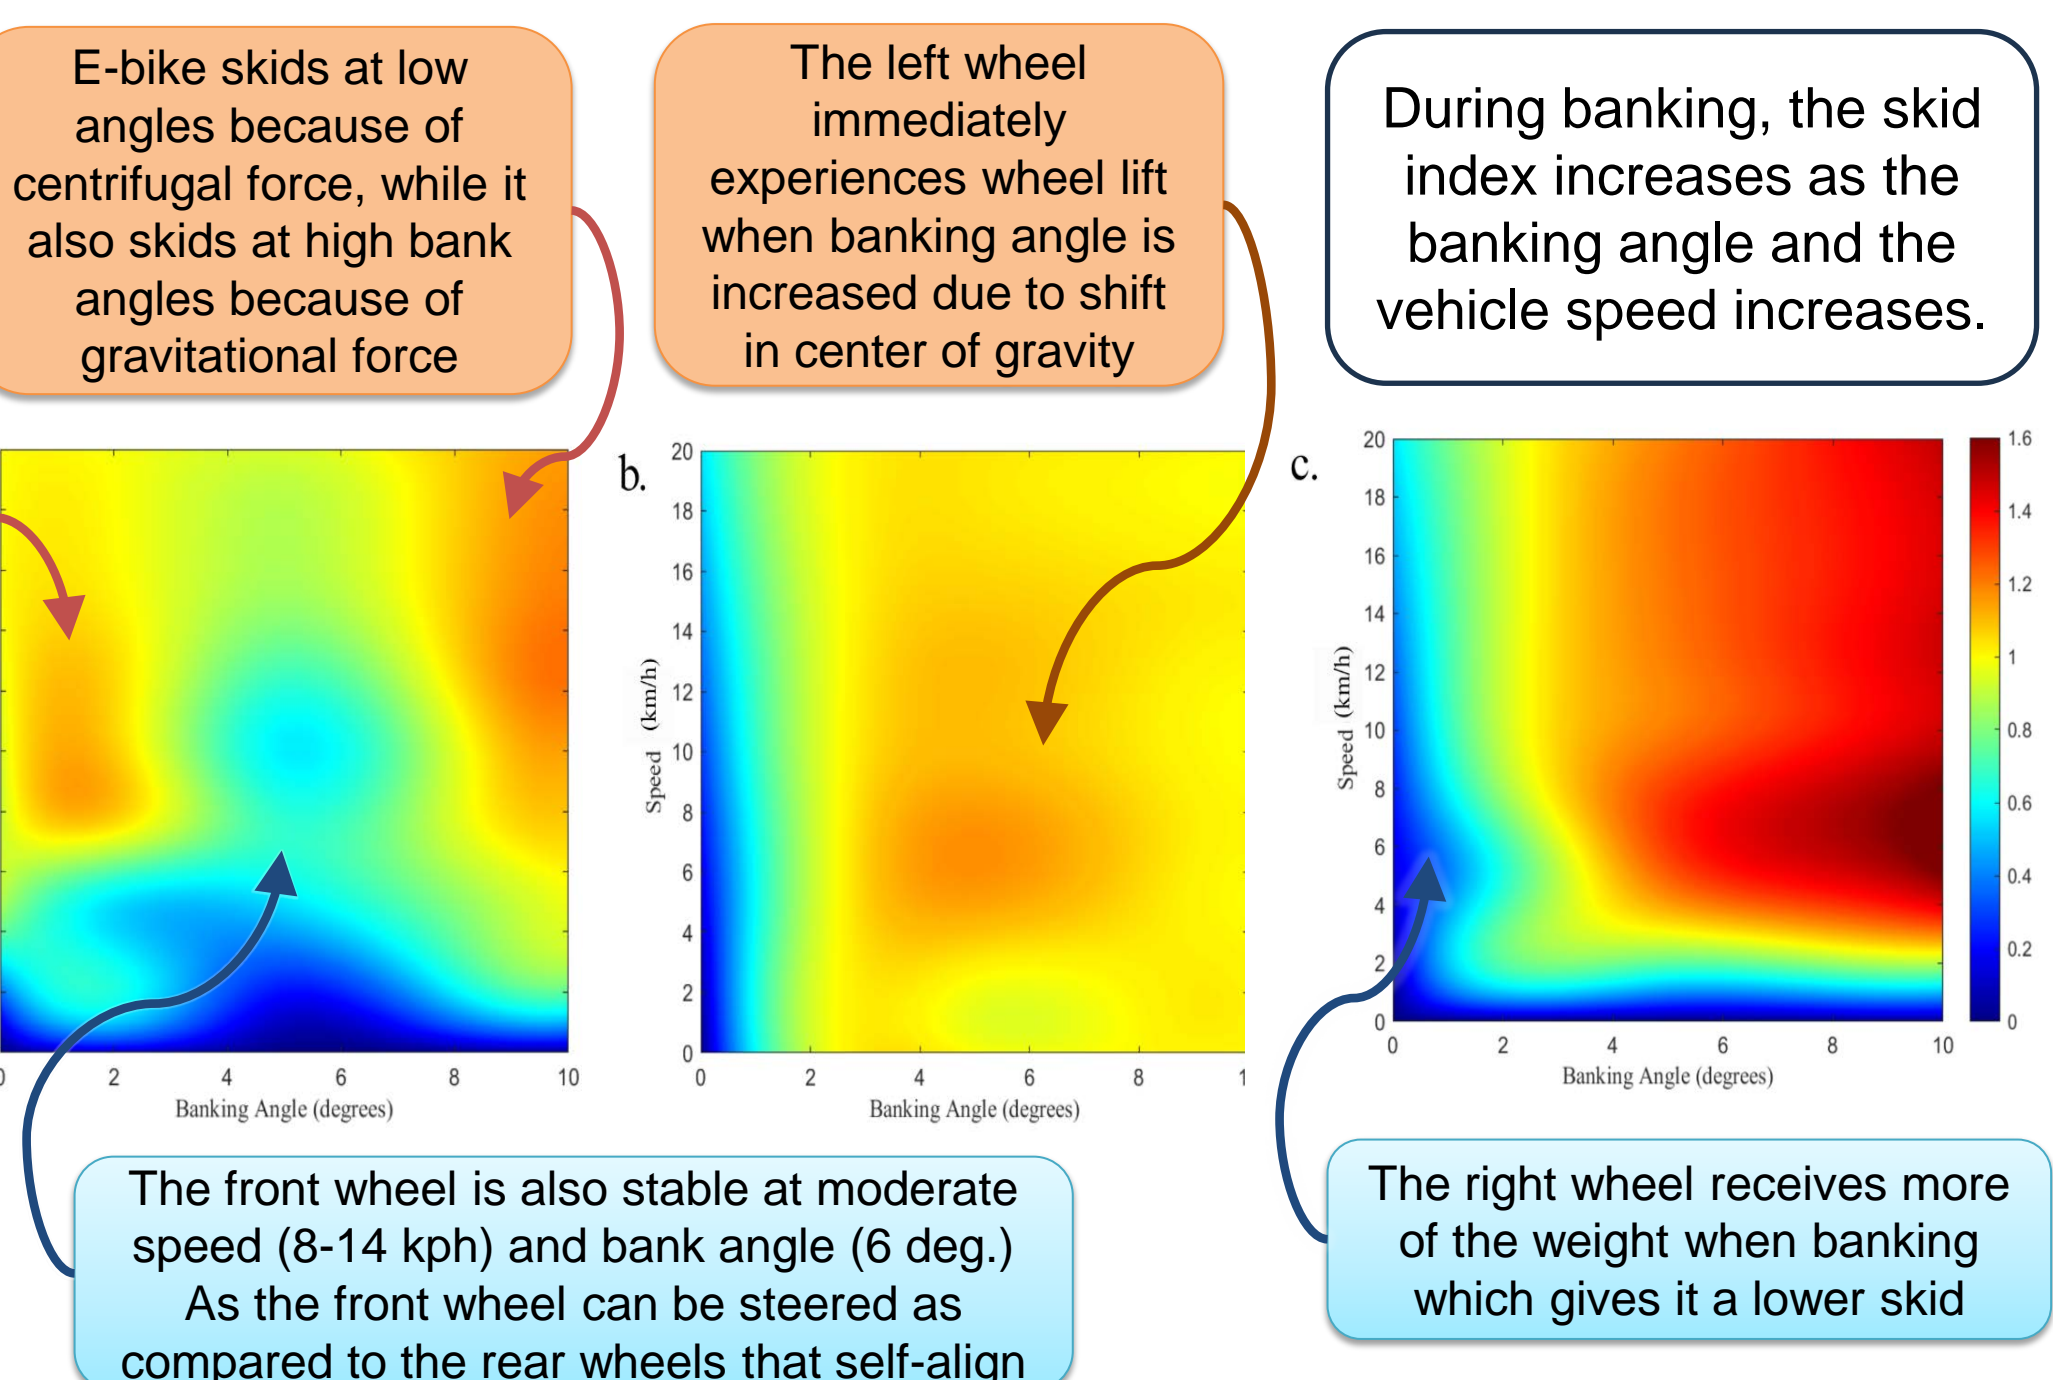 E-bike skids at low
angles because of
centrifugal force, while it
also skids at high bank
angles because of
gravitational force
The left wheel
immediately
experiences wheel lift
when banking angle is
increased due to shift
in center of gravity
During banking, the skid
index increases as the
banking angle and the
vehicle speed increases.
2 4 6 8 10
Banking Angle (degrees)
b.
20
18
16
14
12
10
8
6
4
2
0
Speed (km/h)
0 2 4 6 8 1
Banking Angle (degrees)
c.
20
18
16
14
12
10
8
6
4
2
0
Speed (km/h)
0 2 4 6 8 10
Banking Angle (degrees)
1.6
1.4
1.2
1
0.8
0.6
0.4
0.2
0
The front wheel is also stable at moderate
speed (8-14 kph) and bank angle (6 deg.)
As the front wheel can be steered as
compared to the rear wheels that self-align
The right wheel receives more
of the weight when banking
which gives it a lower skid